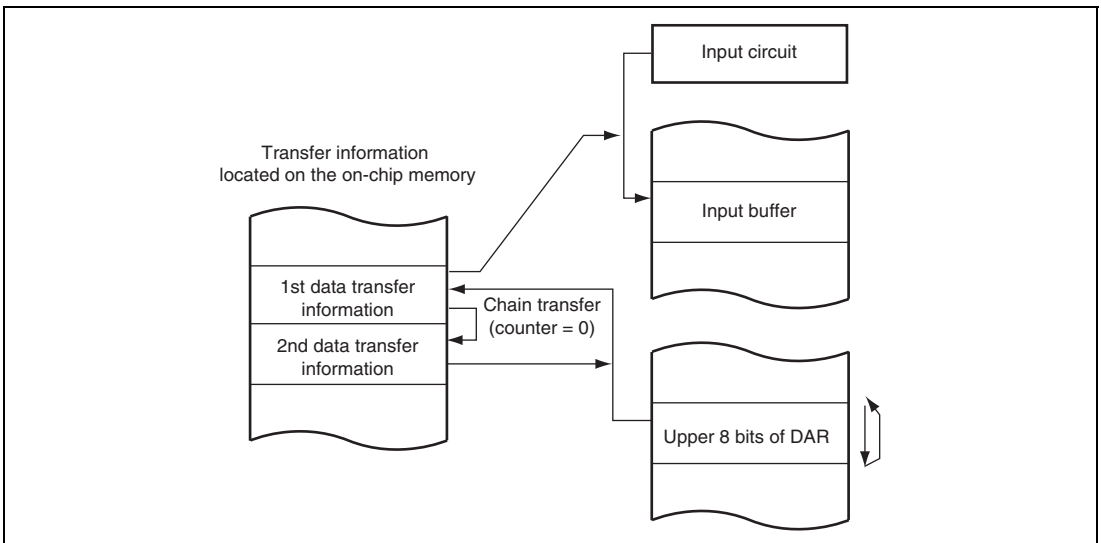 Input circuit
Transfer information
located on the on-chip memory
Input buffer
1st data transfer
information
Chain transfer
(counter = 0)
2nd data transfer
information
Upper 8 bits of DAR